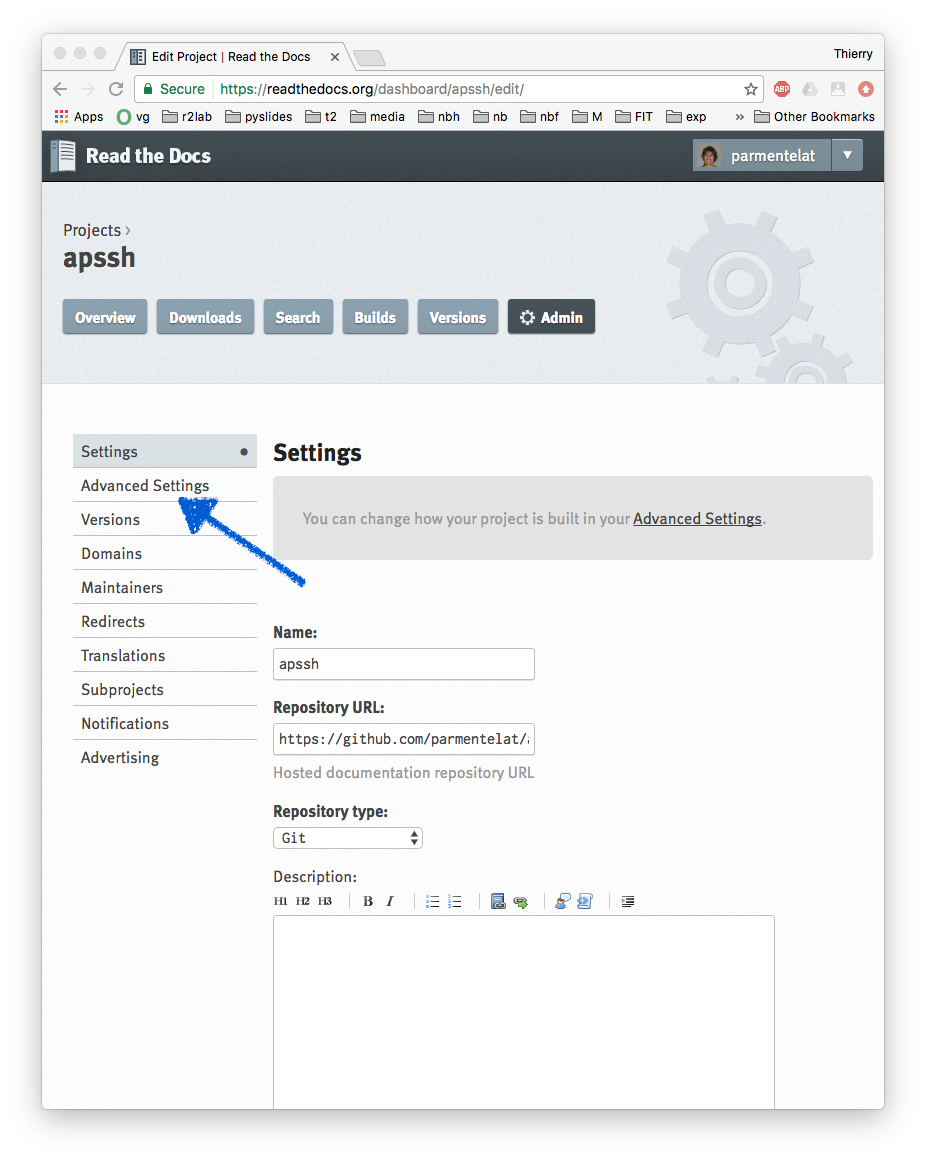 Edit Project | Read the Docs
Thierry
Secure https://readthedocs.org/dashboard/apssh/edit/
ABP
Apps vg r2lab pyslides t2 media nbh nb nbf M FIT exp » Other Bookmarks
Read the Docs
parmentelat
Projects ›
apssh
Overview Downloads Search Builds Versions Admin
Settings
Advanced Settings
Versions
Domains
Maintainers
Redirects
Translations
Subprojects
Notifications
Advertising
Settings
You can change how your project is built in your Advanced Settings.
Name:
apssh
Repository URL:
https://github.com/parmentelat/
Hosted documentation repository URL
Repository type:
Git
Description:
H1 H2 H3 B I